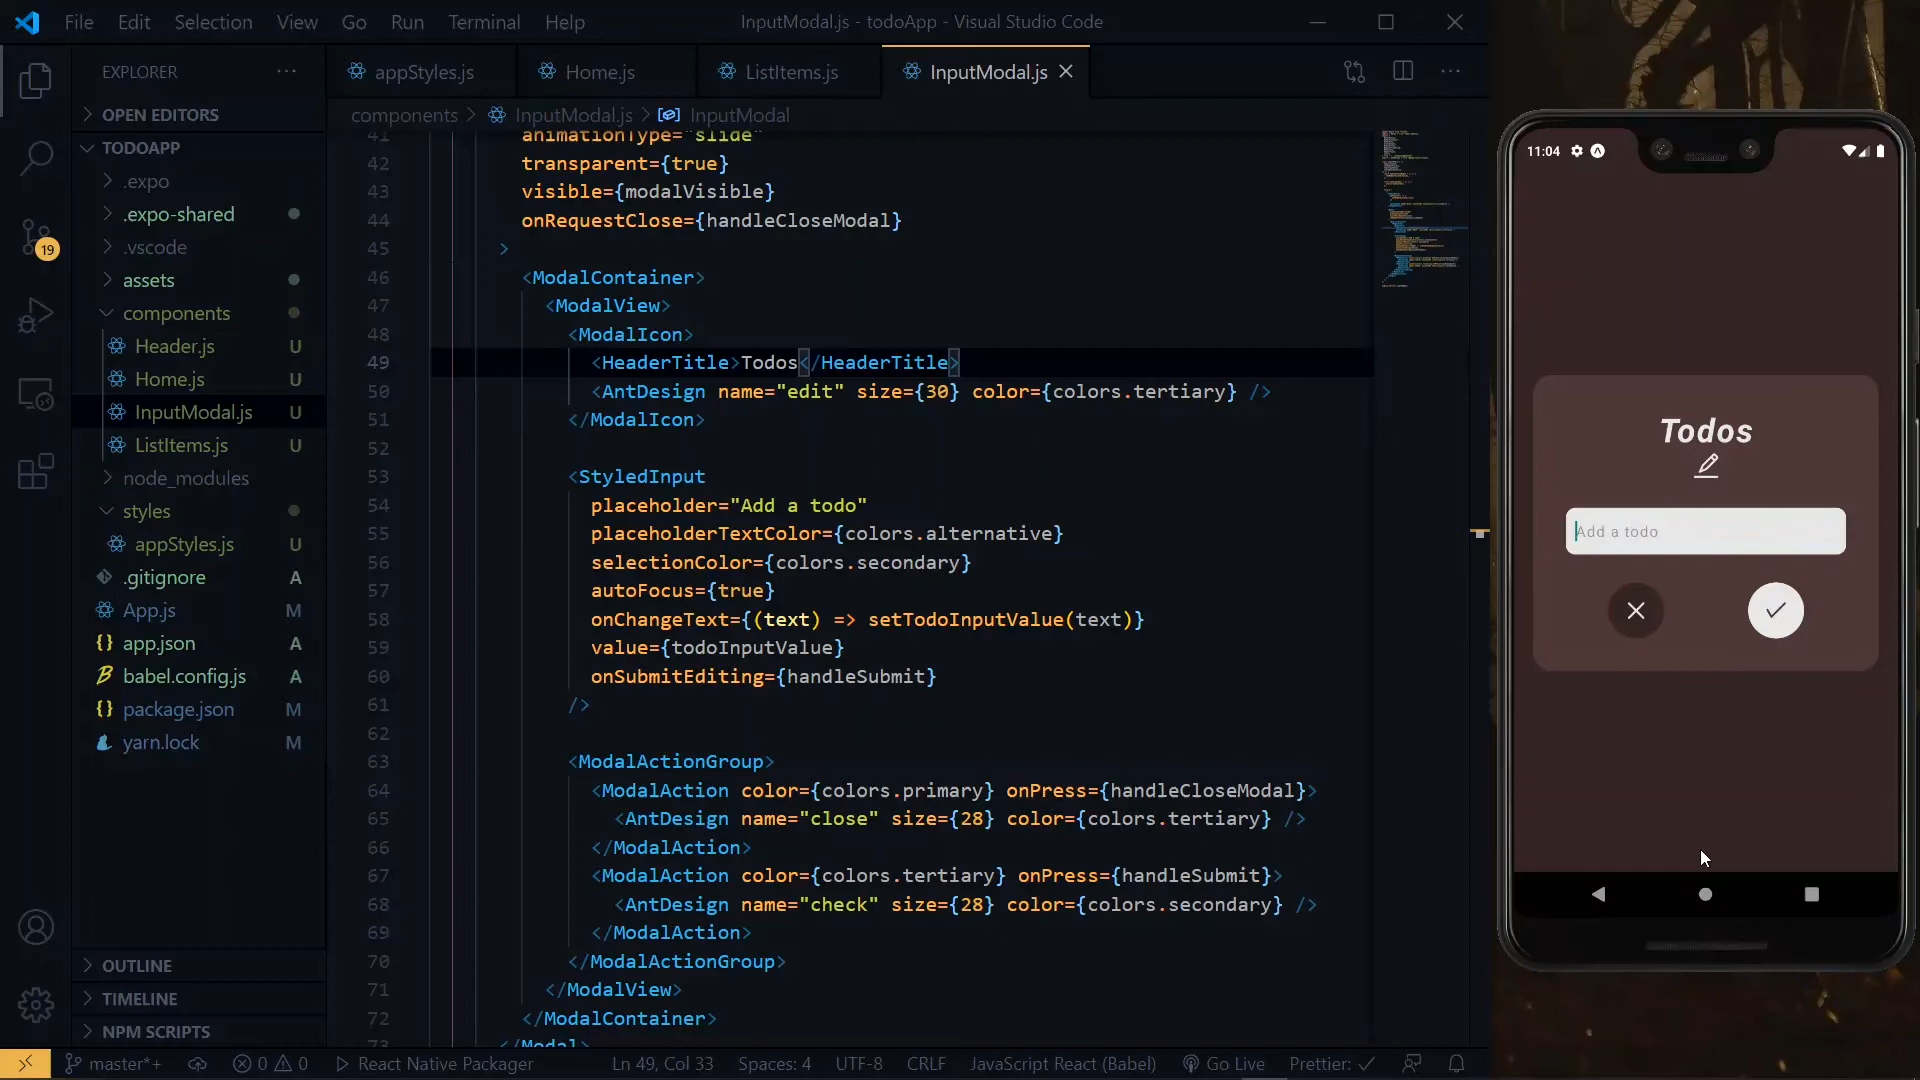 File Edit Selection View Go Run Terminal Help
InputModal.js - todoApp - Visual Studio Code
EXPLORER
OPEN EDITORS
TODOAPP
.expo
.expo-shared
.vscode
assets
components
Header.js U
Home.js U
InputModal.js U
ListItems.js U
node_modules
styles
appStyles.js U
.gitignore A
App.js M
app.json A
babel.config.js A
package.json M
yarn.lock M
OUTLINE
TIMELINE
NPM SCRIPTS
19
appStyles.js Home.js ListItems.js InputModal.js
components > InputModal.js > InputModal
41 animationType="slide"
42 transparent={true}
43 visible={modalVisible}
44 onRequestClose={handleCloseModal}
45 >
46 <ModalContainer>
47 <ModalView>
48 <ModalIcon>
49 <HeaderTitle>Todos</HeaderTitle>
50 <AntDesign name="edit" size={30} color={colors.tertiary} />
51 </ModalIcon>
52
53 <StyledInput
54 placeholder="Add a todo"
55 placeholderTextColor={colors.alternative}
56 selectionColor={colors.secondary}
57 autoFocus={true}
58 onChangeText={(text) => setTodoInputValue(text)}
59 value={todoInputValue}
60 onSubmitEditing={handleSubmit}
61 />
62
63 <ModalActionGroup>
64 <ModalAction color={colors.primary} onPress={handleCloseModal}>
65 <AntDesign name="close" size={28} color={colors.tertiary} />
66 </ModalAction>
67 <ModalAction color={colors.tertiary} onPress={handleSubmit}>
68 <AntDesign name="check" size={28} color={colors.secondary} />
69 </ModalAction>
70 </ModalActionGroup>
71 </ModalView>
72 </ModalContainer>
73 </Modal>
11:04
Todos
Add a todo
master*+ 0 0 React Native Packager Ln 49, Col 33 Spaces: 4 UTF-8 CRLF JavaScript React (Babel) Go Live Prettier: ✓